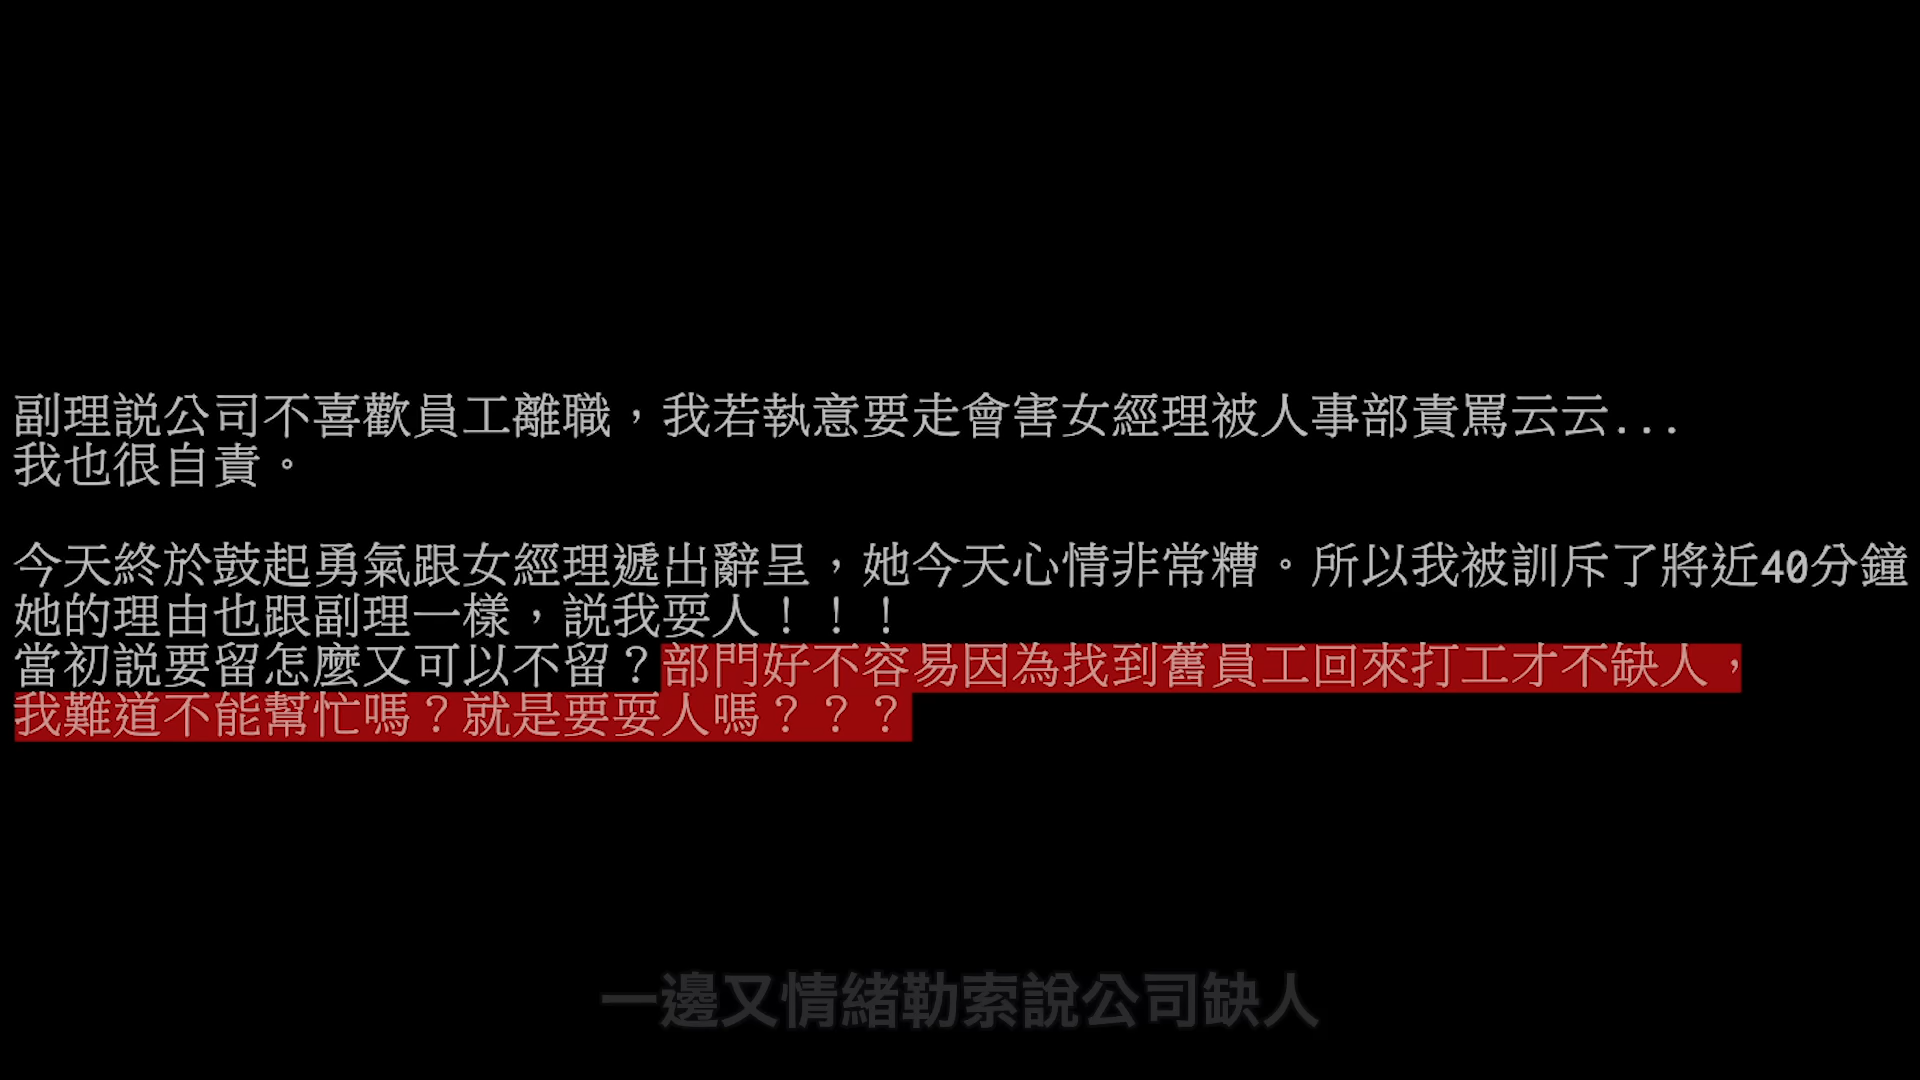 副理說公司不喜歡員工離職，我若執意要走會害女經理被人事部責罵云云...
我也很自責。
今天終於鼓起勇氣跟女經理遞出辭呈，她今天心情非常糟。所以我被訓斥了將近40分鐘
她的理由也跟副理一樣，說我耍人！！！
當初說要留怎麼又可以不留？部門好不容易因為找到舊員工回來打工才不缺人，
我難道不能幫忙嗎？就是要耍人嗎？？？
一邊又情緒勒索說公司缺人